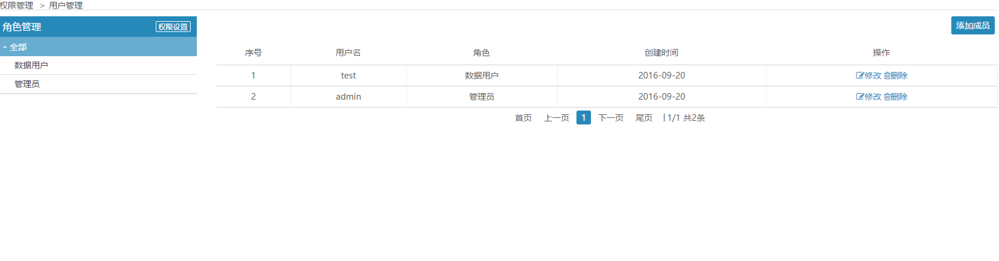 权限管理 > 用户管理
角色管理 权限设置
- 全部
数据用户
管理员
添加成员
序号 用户名 角色 创建时间 操作
1 test 数据用户 2016-09-20 修改 删除
2 admin 管理员 2016-09-20 修改 删除
首页 上一页 1 下一页 尾页 | 1/1 共2条